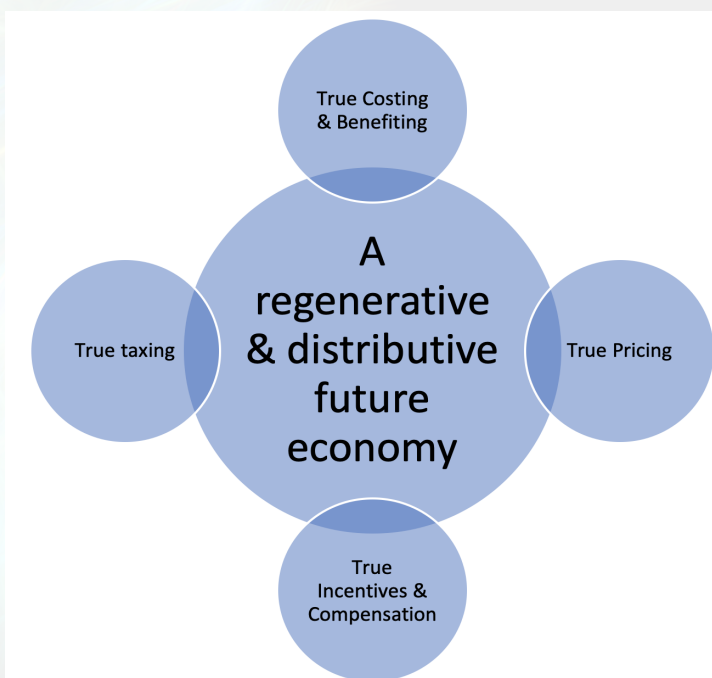 True Costing
& Benefiting
A
regenerative
& distributive
future
economy
True taxing
True Pricing
True
Incentives &
Compensation